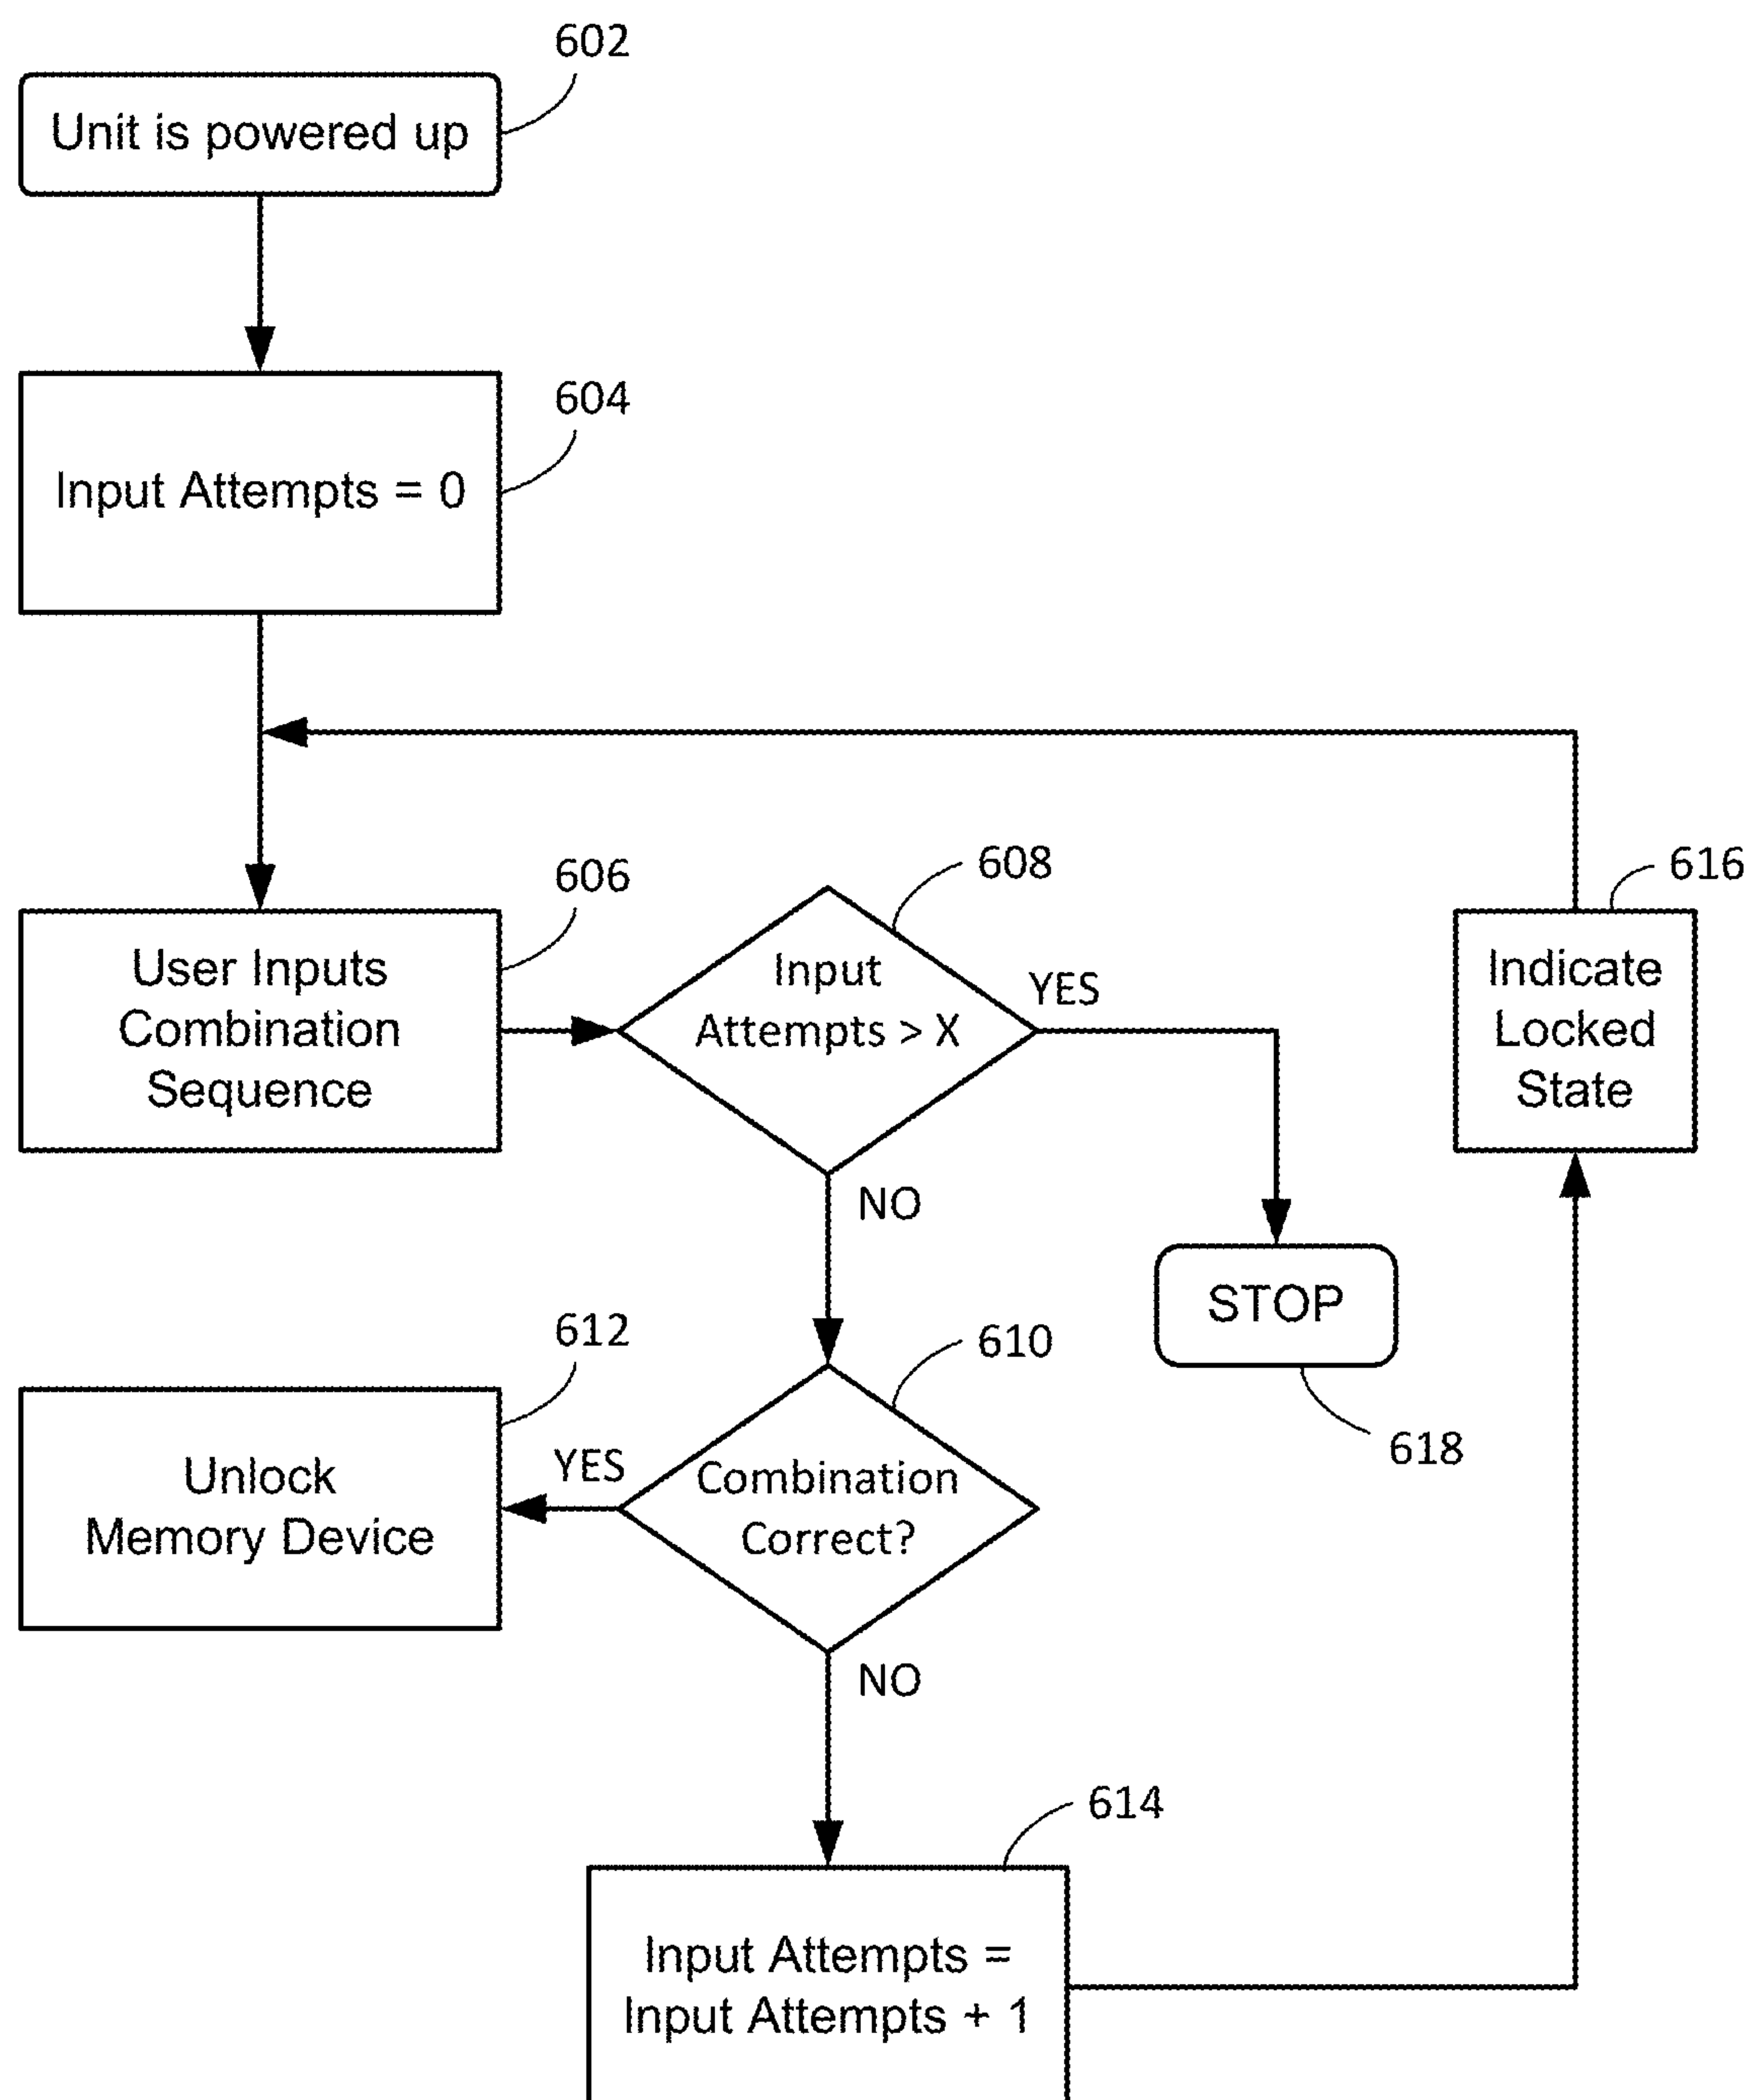 602
Unit is powered up
604
Input Attempts = 0
606
User Inputs
Combination
Sequence
608
Input
Attempts > X
YES
NO
616
Indicate
Locked
State
STOP
618
612
Unlock
Memory Device
YES
610
Combination
Correct?
NO
614
Input Attempts =
Input Attempts + 1